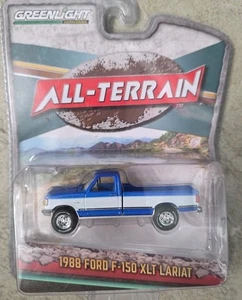 GREENLIGHT
ALL-TERRAIN
1988 FORD F-150 XLT LARIAT